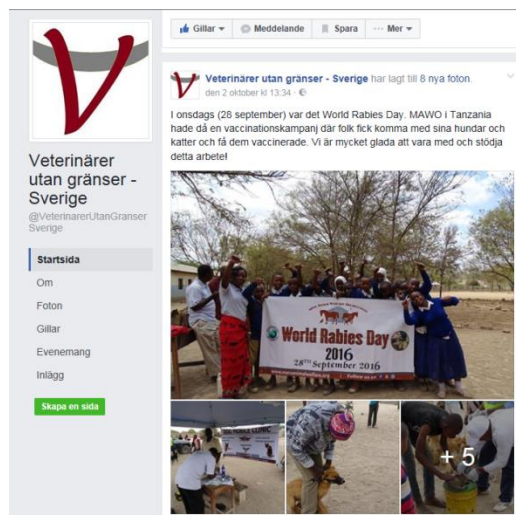 Gillar
Meddelande
Spara
Mer
Veterinärer utan gränser - Sverige har lagt till 8 nya foton.
den 2 oktober kl 13:34
I onsdags (28 september) var det World Rabies Day. MAWO i Tanzania
hade då en vaccinationskampanj där folk fick komma med sina hundar och
katter och få dem vaccinerade. Vi är mycket glada att vara med och stödja
detta arbete!
Veterinärer
utan gränser -
Sverige
@VeterinarerUtanGranser
Sverige
Startsida
Om
Foton
Gillar
Evenemang
Inlägg
Skapa en sida
World Rabies Day
2016
28TH September 2016
+ 5